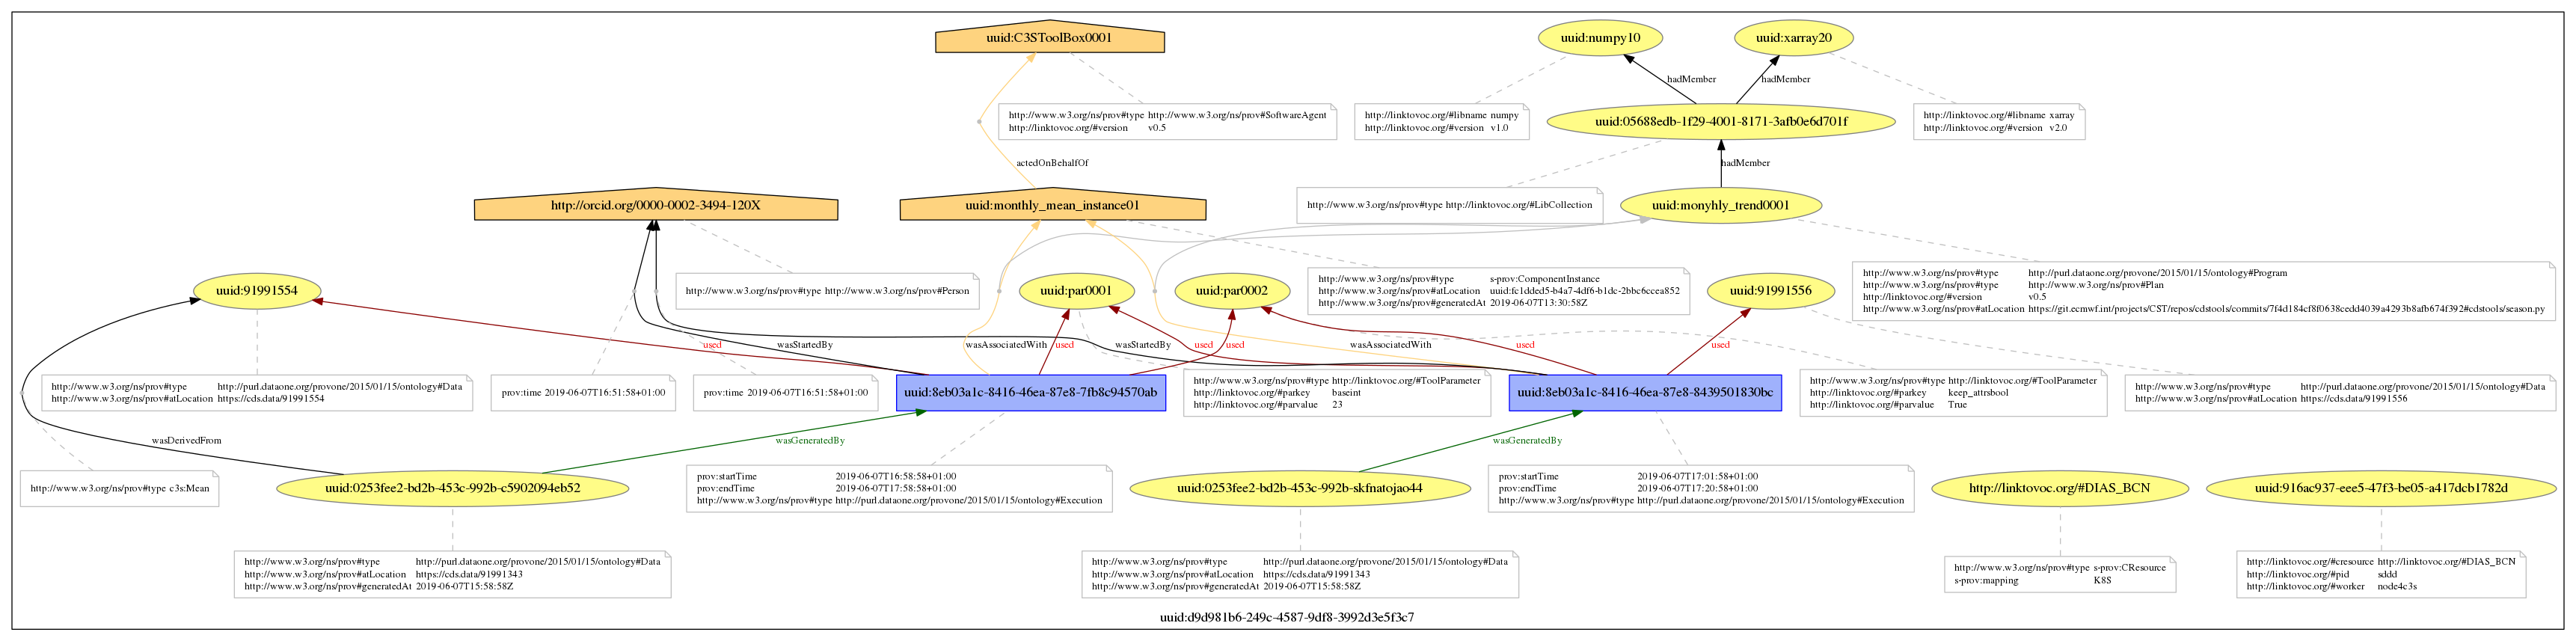 uuid:C3SToolBox0001
uuid:numpy10
uuid:xarray20
hadMember
hadMember
http://www.w3.org/ns/prov#type http://www.w3.org/ns/prov#SoftwareAgent
http://linktovoc.org/#version v0.5
http://linktovoc.org/#libname numpy
http://linktovoc.org/#version v1.0
uuid:05688edb-1f29-4001-8171-3afb0e6d701f
http://linktovoc.org/#libname xarray
http://linktovoc.org/#version v2.0
actedOnBehalfOf
hadMember
http://orcid.org/0000-0002-3494-120X
uuid:monthly_mean_instance01
http://www.w3.org/ns/prov#type http://linktovoc.org/#LibCollection
uuid:monyhly_trend0001
uuid:91991554
http://www.w3.org/ns/prov#type http://www.w3.org/ns/prov#Person
uuid:par0001
uuid:par0002
http://www.w3.org/ns/prov#type s-prov:ComponentInstance
http://www.w3.org/ns/prov#atLocation uuid:fc1dded5-b4a7-4df6-b1dc-2bbc6ccea852
http://www.w3.org/ns/prov#generatedAt 2019-06-07T13:30:58Z
uuid:91991556
http://www.w3.org/ns/prov#type http://purl.dataone.org/provone/2015/01/15/ontology#Program
http://www.w3.org/ns/prov#type http://www.w3.org/ns/prov#Plan
http://linktovoc.org/#version v0.5
http://www.w3.org/ns/prov#atLocation https://git.ecmwf.int/projects/CST/repos/cdstools/commits/7f4d184cf8f0638cedd4039a4293b8afb674f392#cdstools/season.py
used
wasStartedBy
wasAssociatedWith
used
wasStartedBy
used
used
wasAssociatedWith
used
used
http://www.w3.org/ns/prov#type http://purl.dataone.org/provone/2015/01/15/ontology#Data
http://www.w3.org/ns/prov#atLocation https://cds.data/91991554
prov:time 2019-06-07T16:51:58+01:00
prov:time 2019-06-07T16:51:58+01:00
uuid:8eb03a1c-8416-46ea-87e8-7fb8c94570ab
http://www.w3.org/ns/prov#type http://linktovoc.org/#ToolParameter
http://linktovoc.org/#parkey baseint
http://linktovoc.org/#parvalue 23
uuid:8eb03a1c-8416-46ea-87e8-8439501830bc
http://www.w3.org/ns/prov#type http://linktovoc.org/#ToolParameter
http://linktovoc.org/#parkey keep_attrsbool
http://linktovoc.org/#parvalue True
http://www.w3.org/ns/prov#type http://purl.dataone.org/provone/2015/01/15/ontology#Data
http://www.w3.org/ns/prov#atLocation https://cds.data/91991556
wasDerivedFrom
wasGeneratedBy
wasGeneratedBy
http://www.w3.org/ns/prov#type c3s:Mean
uuid:0253fee2-bd2b-453c-992b-c5902094eb52
prov:startTime 2019-06-07T16:58:58+01:00
prov:endTime 2019-06-07T17:58:58+01:00
http://www.w3.org/ns/prov#type http://purl.dataone.org/provone/2015/01/15/ontology#Execution
uuid:0253fee2-bd2b-453c-992b-skfnatojao44
prov:startTime 2019-06-07T17:01:58+01:00
prov:endTime 2019-06-07T17:20:58+01:00
http://www.w3.org/ns/prov#type http://purl.dataone.org/provone/2015/01/15/ontology#Execution
http://linktovoc.org/#DIAS_BCN
uuid:916ac937-eee5-47f3-be05-a417dcb1782d
http://www.w3.org/ns/prov#type http://purl.dataone.org/provone/2015/01/15/ontology#Data
http://www.w3.org/ns/prov#atLocation https://cds.data/91991343
http://www.w3.org/ns/prov#generatedAt 2019-06-07T15:58:58Z
http://www.w3.org/ns/prov#type http://purl.dataone.org/provone/2015/01/15/ontology#Data
http://www.w3.org/ns/prov#atLocation https://cds.data/91991343
http://www.w3.org/ns/prov#generatedAt 2019-06-07T15:58:58Z
http://www.w3.org/ns/prov#type s-prov:CResource
s-prov:mapping K8S
http://linktovoc.org/#cresource http://linktovoc.org/#DIAS_BCN
http://linktovoc.org/#pid sddd
http://linktovoc.org/#worker node4c3s
uuid:d9d981b6-249c-4587-9df8-3992d3e5f3c7